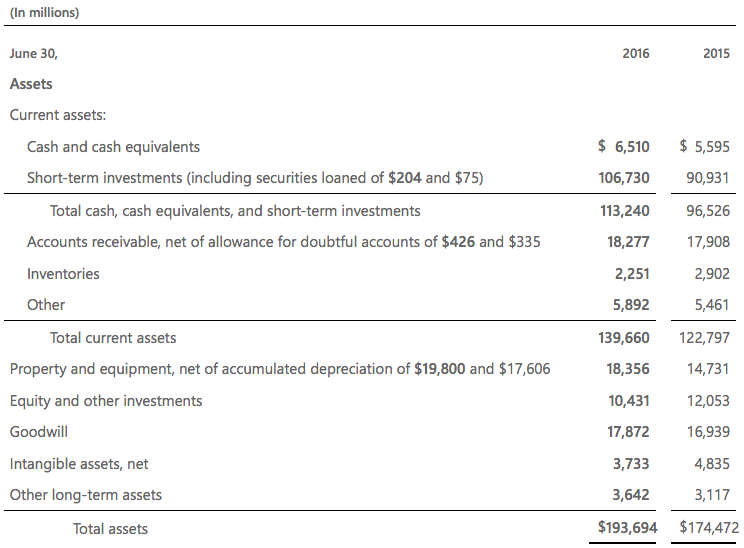 (In millions)
June 30, 2016 2015
Assets
Current assets:
Cash and cash equivalents $ 6,510 $ 5,595
Short-term investments (including securities loaned of $204 and $75) 106,730 90,931
Total cash, cash equivalents, and short-term investments 113,240 96,526
Accounts receivable, net of allowance for doubtful accounts of $426 and $335 18,277 17,908
Inventories 2,251 2,902
Other 5,892 5,461
Total current assets 139,660 122,797
Property and equipment, net of accumulated depreciation of $19,800 and $17,606 18,356 14,731
Equity and other investments 10,431 12,053
Goodwill 17,872 16,939
Intangible assets, net 3,733 4,835
Other long-term assets 3,642 3,117
Total assets $193,694 $174,472